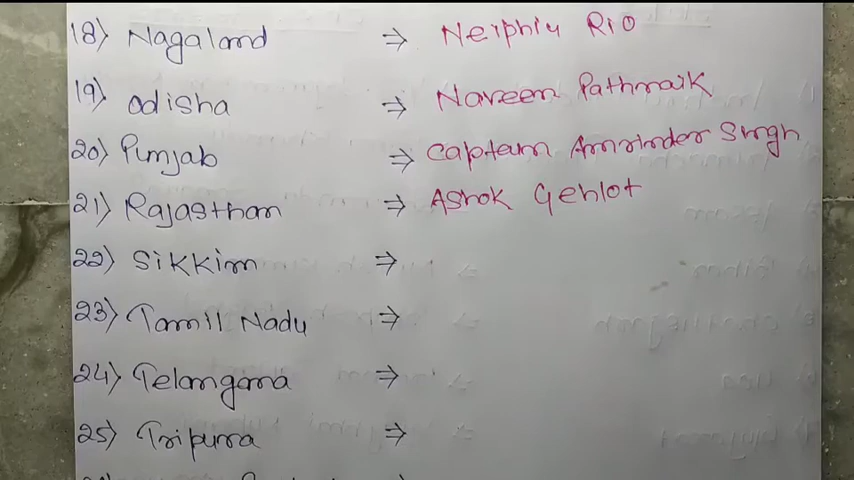 18) Nagaland ⇒ Neiphiu Rio
19) Odisha ⇒ Naveen Pathnaik
20) Punjab ⇒ Captain Amrinder Singh
21) Rajasthan ⇒ Ashok Gehlot
22) Sikkim ⇒
23) Tamil Nadu ⇒
24) Telangana ⇒
25) Tripura ⇒